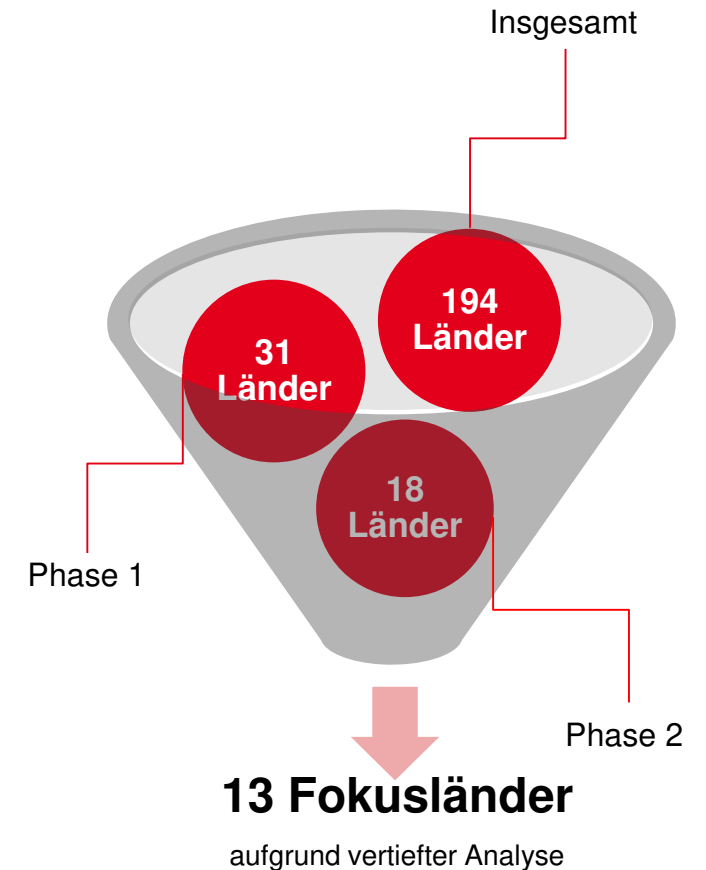 Insgesamt
194
Länder
31
Länder
18
Länder
Phase 1
Phase 2
13 Fokusländer
aufgrund vertiefter Analyse